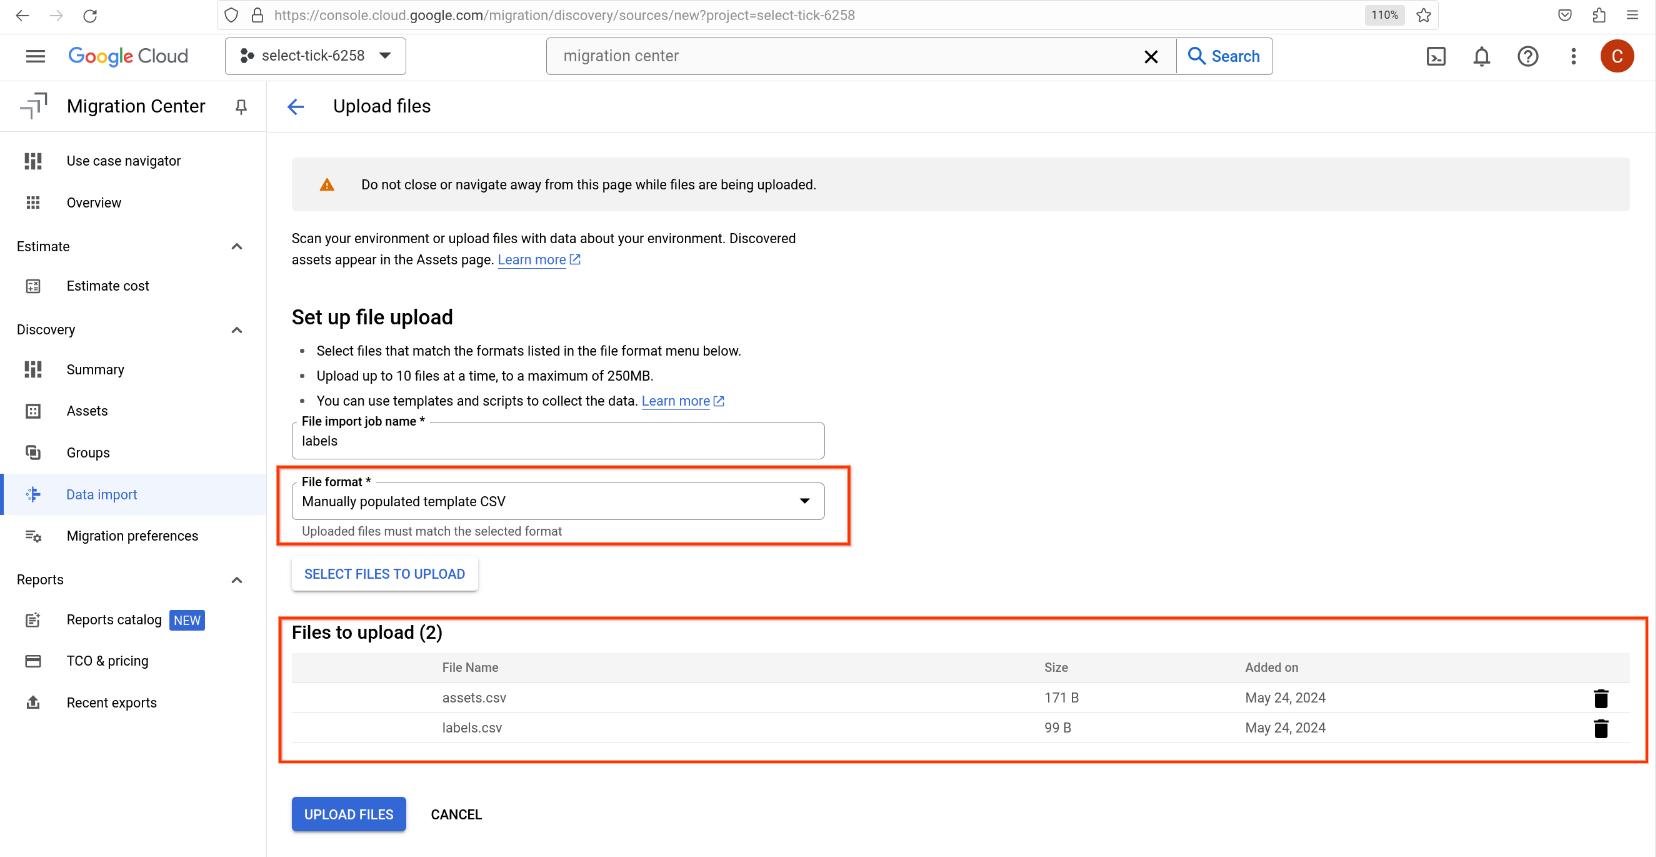 https://console.cloud.google.com/migration/discovery/sources/new?project=select-tick-6258
110%
Google Cloud
select-tick-6258
migration center
Search
C
Migration Center
Upload files
Use case navigator
Overview
Estimate
Estimate cost
Discovery
Summary
Assets
Groups
Data import
Migration preferences
Reports
Reports catalog NEW
TCO & pricing
Recent exports
Do not close or navigate away from this page while files are being uploaded.
Scan your environment or upload files with data about your environment. Discovered
assets appear in the Assets page. Learn more
Set up file upload
• Select files that match the formats listed in the file format menu below.
• Upload up to 10 files at a time, to a maximum of 250MB.
• You can use templates and scripts to collect the data. Learn more
File import job name *
labels
File format *
Manually populated template CSV
Uploaded files must match the selected format
SELECT FILES TO UPLOAD
Files to upload (2)
File Name Size Added on
assets.csv 171 B May 24, 2024
labels.csv 99 B May 24, 2024
UPLOAD FILES CANCEL